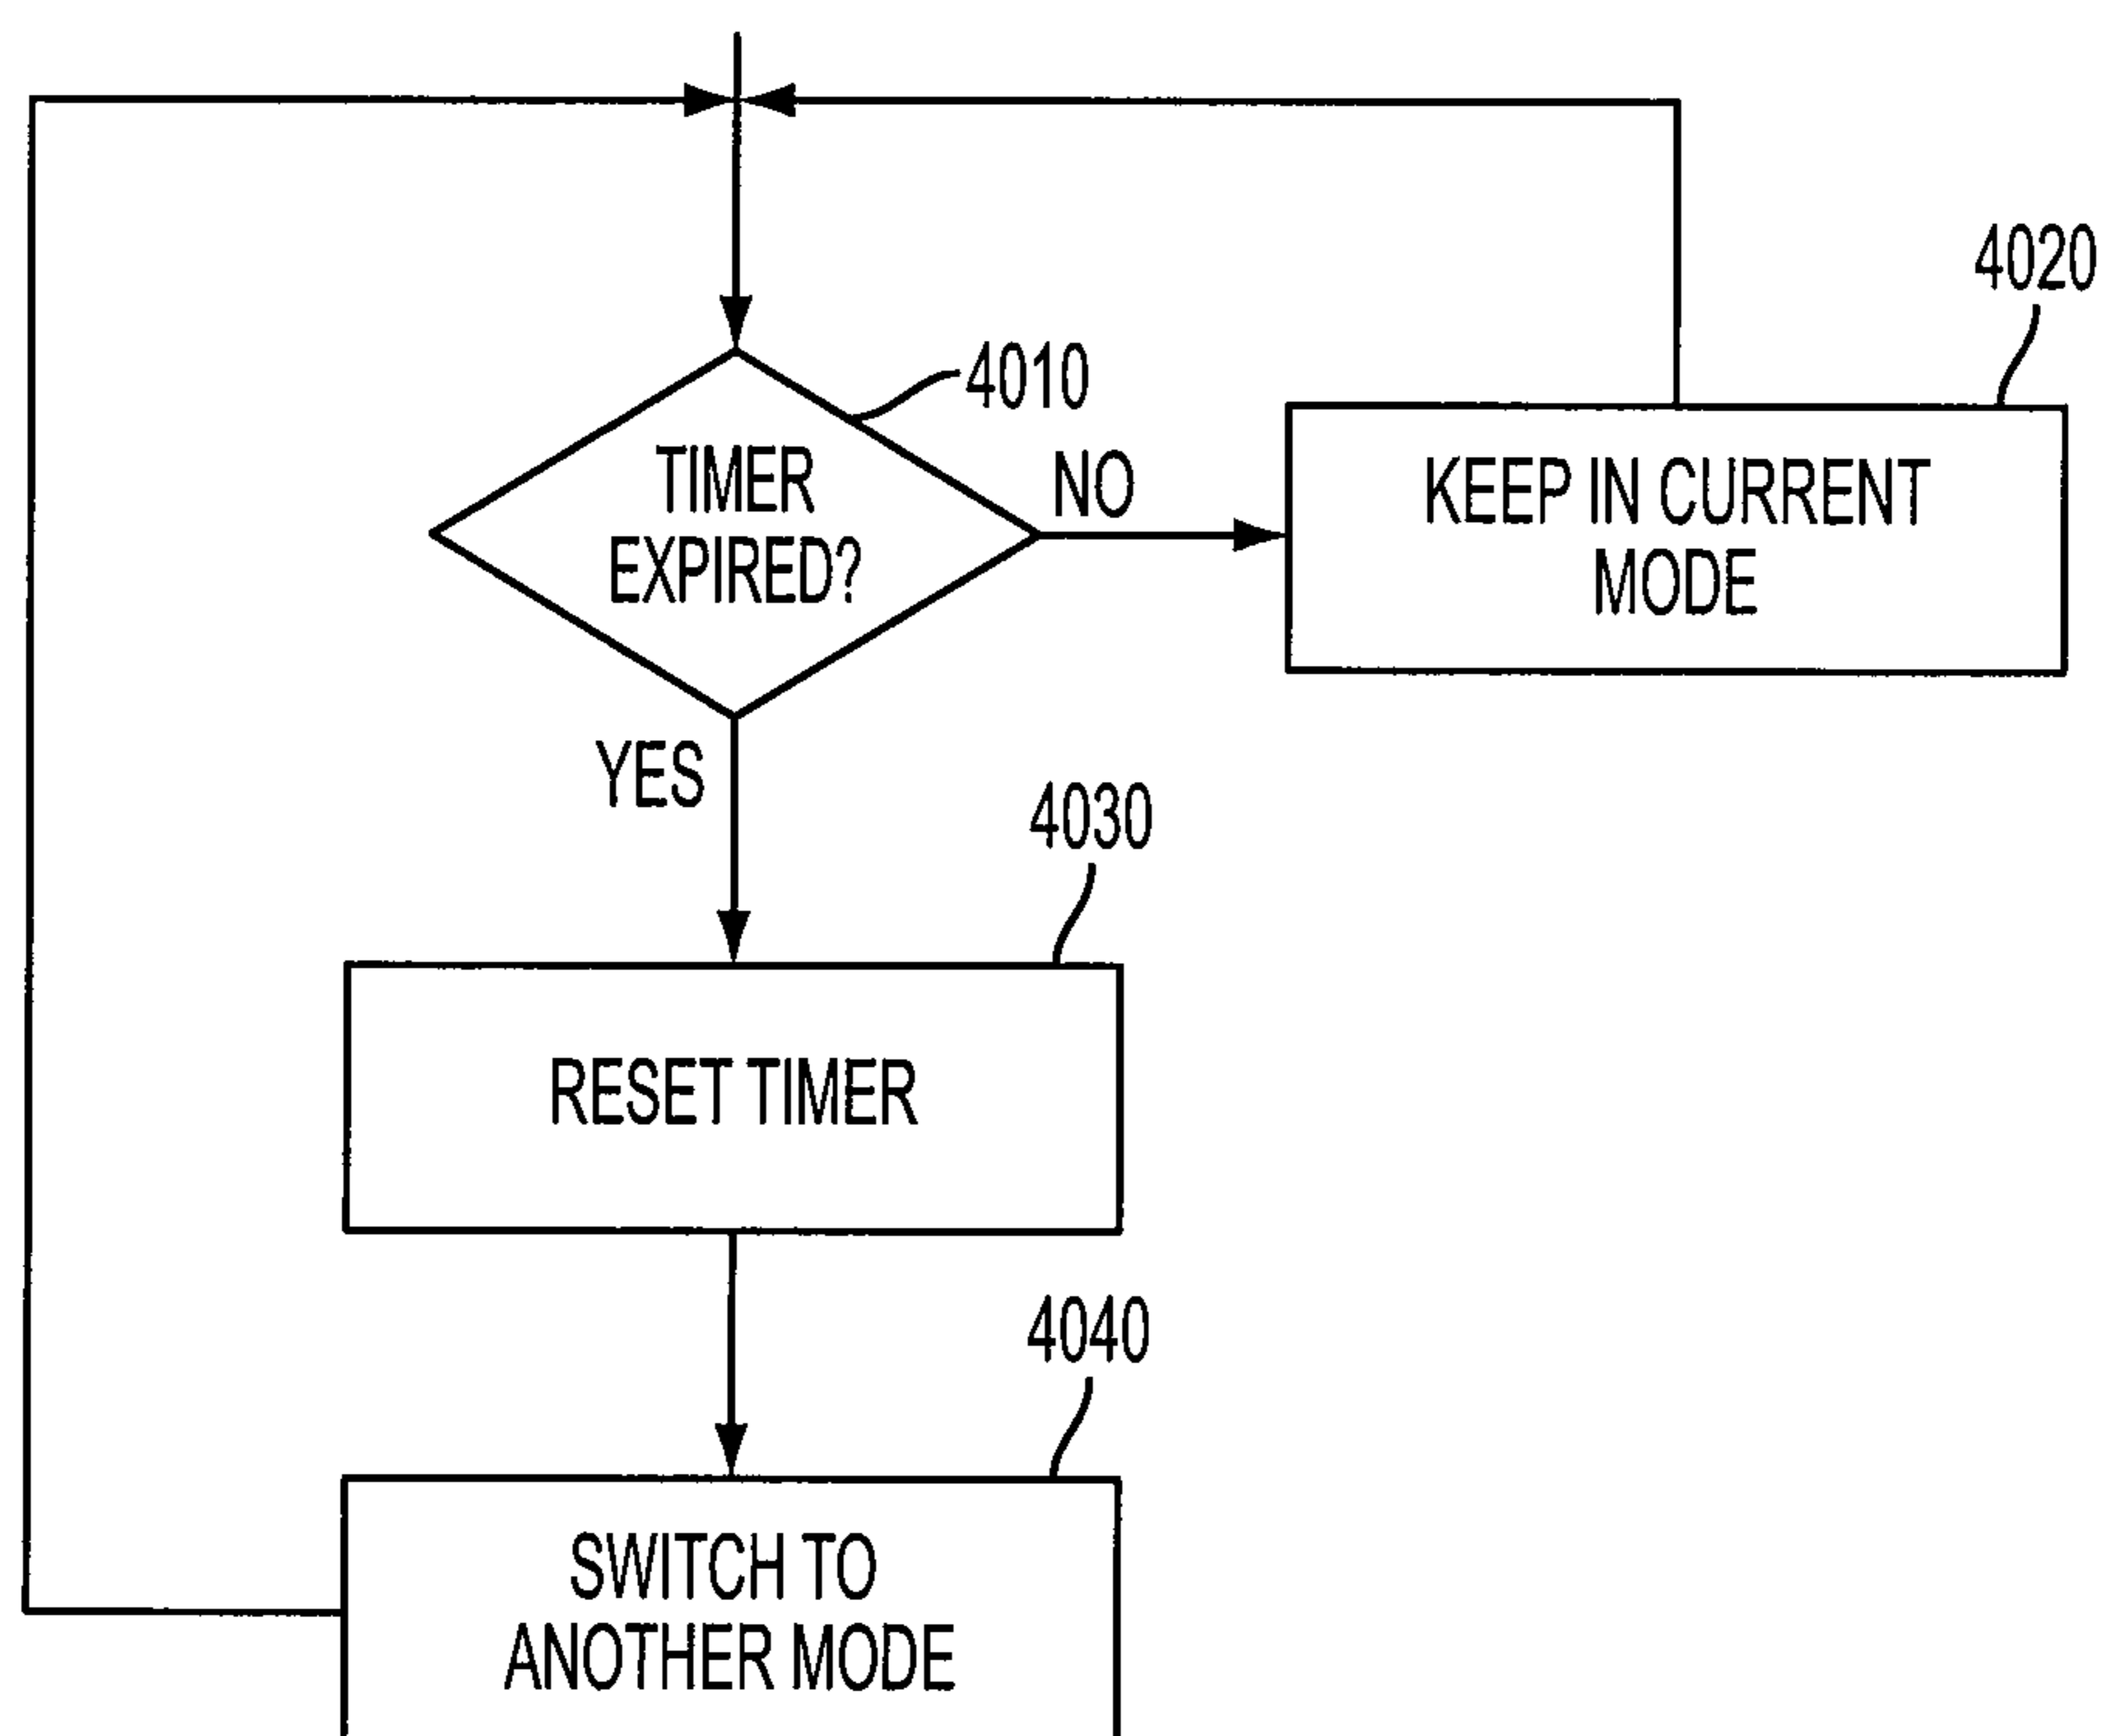 4020
4010
TIMER
EXPIRED?
NO
KEEP IN CURRENT
MODE
YES
4030
RESET TIMER
4040
SWITCH TO
ANOTHER MODE